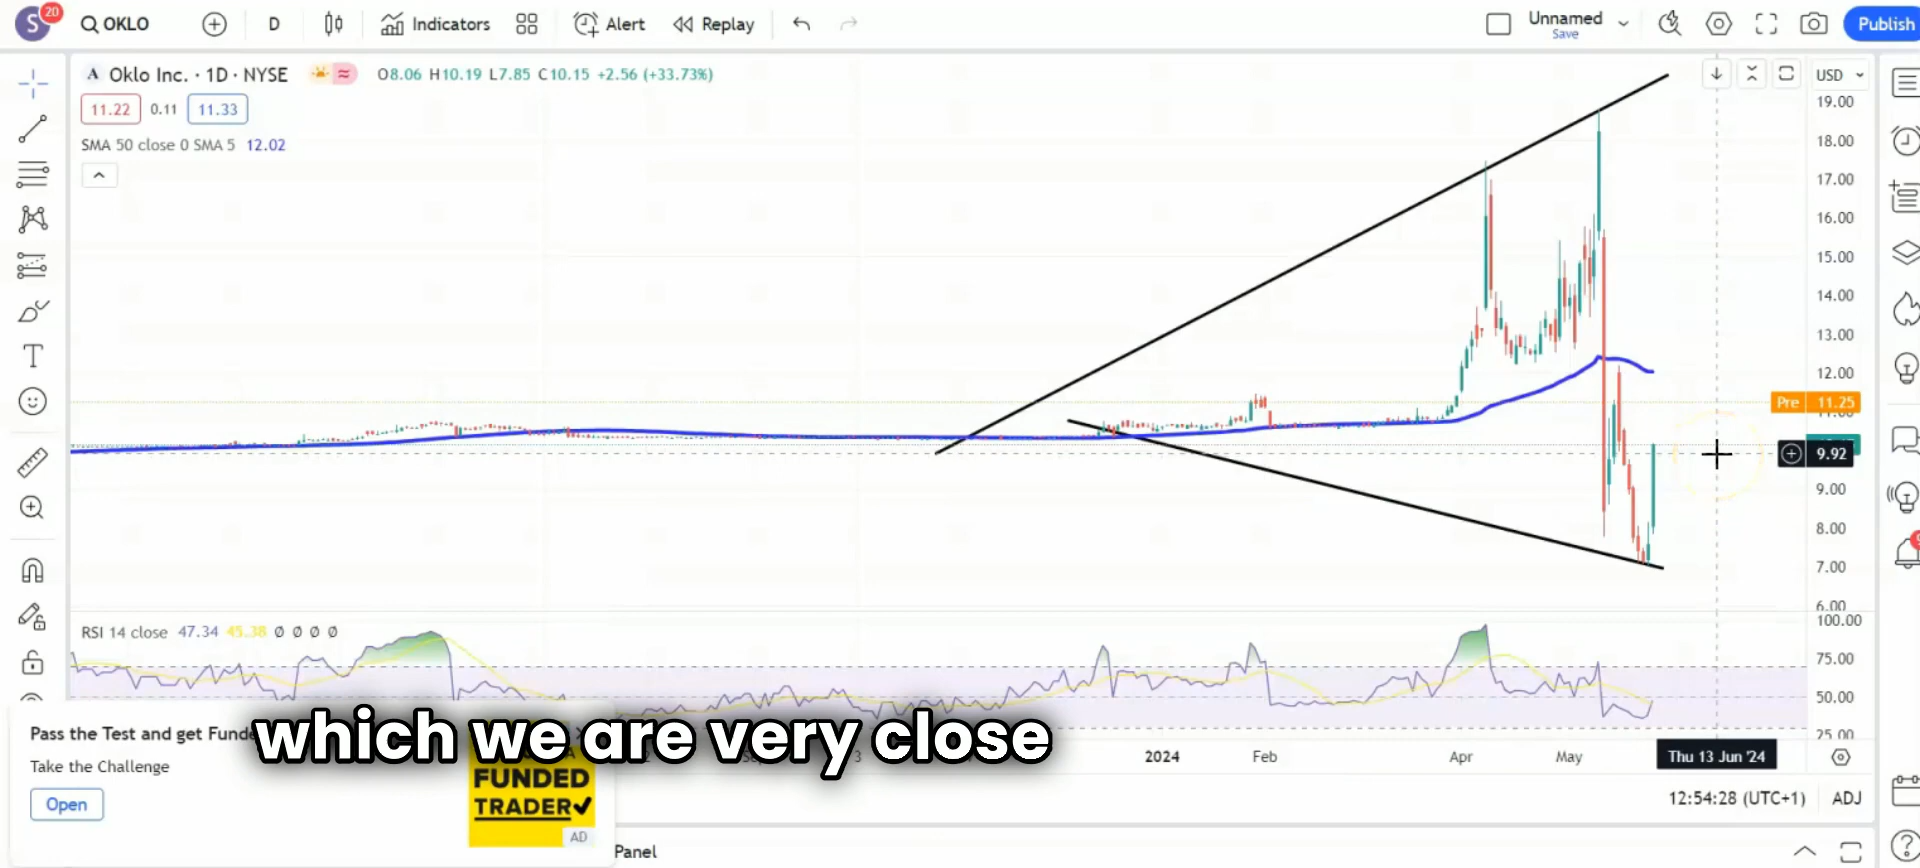 S 20 OKLO D Indicators Alert Replay Unnamed Save Publish
A Oklo Inc. · 1D · NYSE O8.06 H10.19 L7.85 C10.15 +2.56 (+33.73%) USD
11.22 0.11 11.33
SMA 50 close 0 SMA 5 12.02
19.00
18.00
17.00
16.00
15.00
14.00
13.00
12.00
Pre 11.25
11.00
9.92
9.00
8.00
7.00
6.00
RSI 14 close 47.34 45.38 Ø Ø Ø Ø
100.00
75.00
50.00
25.00
Pass the Test and get Funde
which we are very close
Take the Challenge
FUNDED
TRADER
AD
Open
2024 Feb Apr May Thu 13 Jun '24
12:54:28 (UTC+1) ADJ
Panel